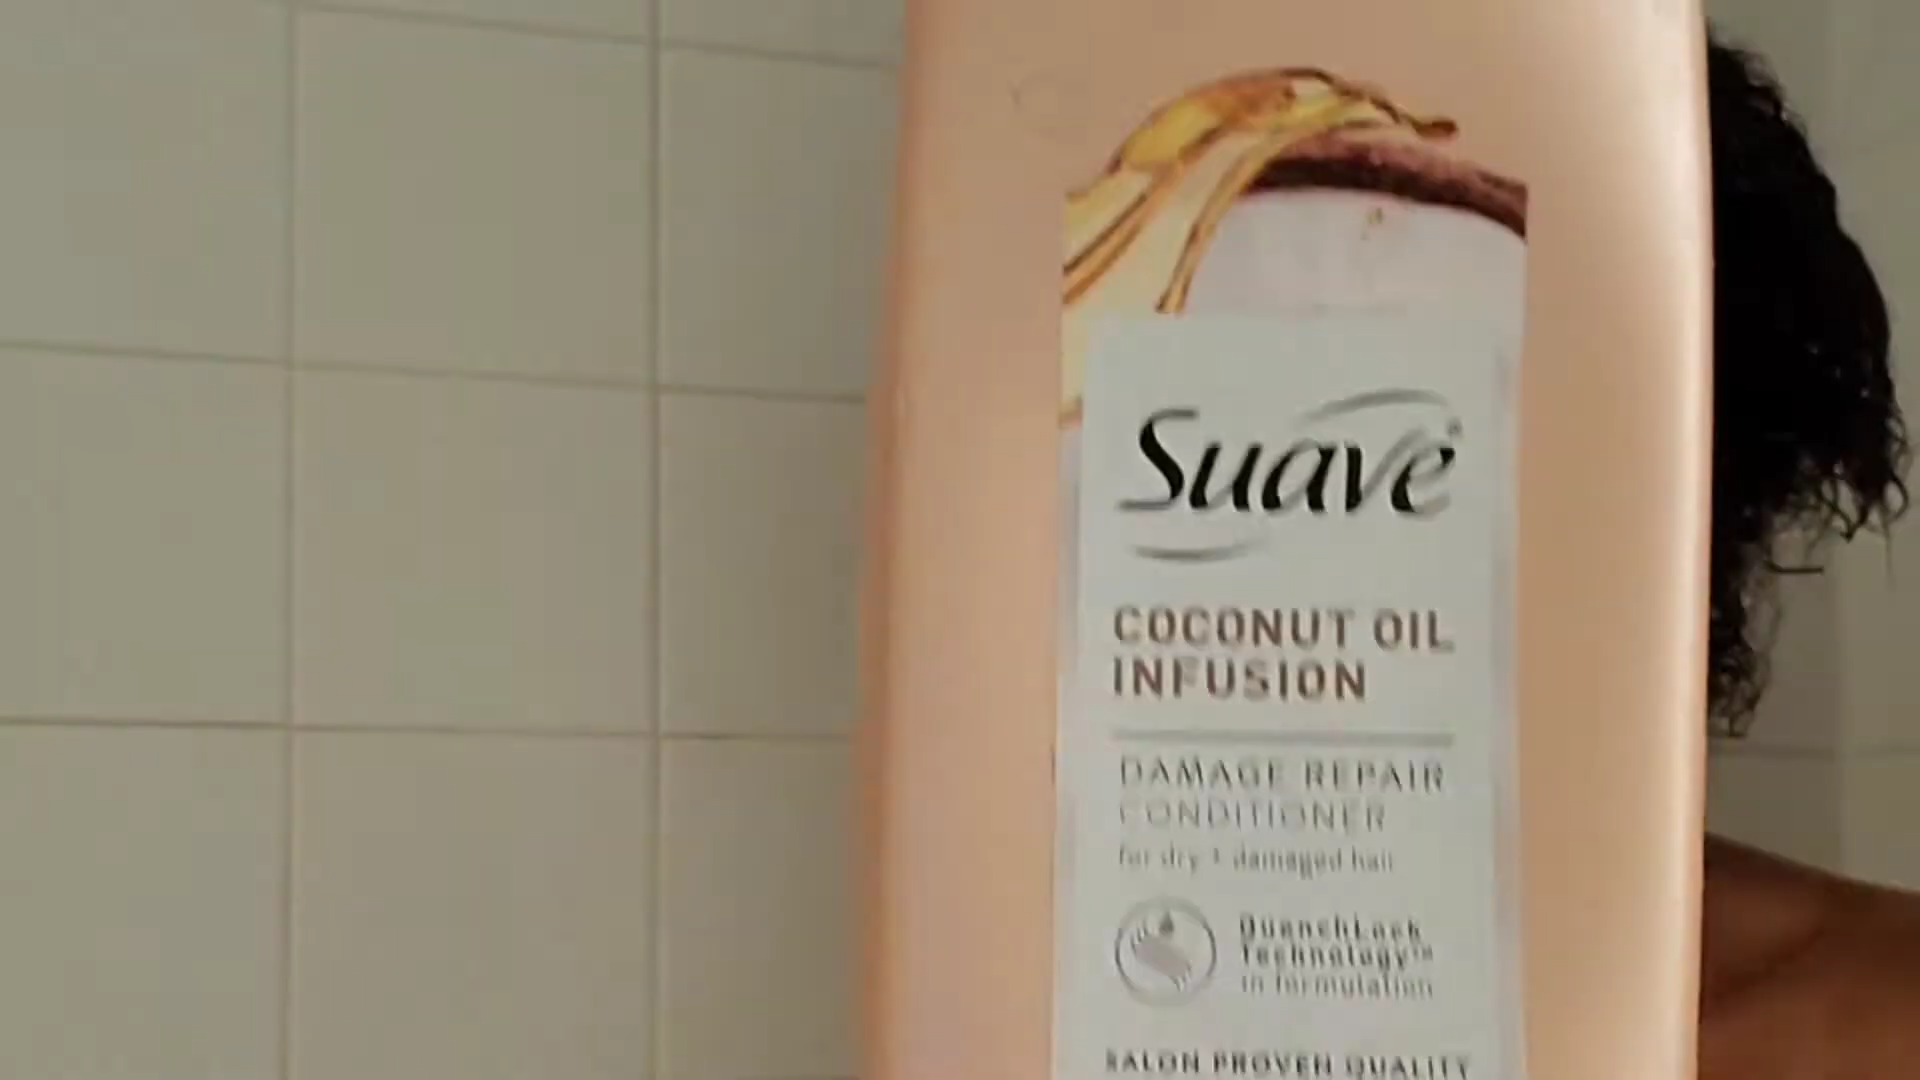 Suave®
COCONUT OIL
INFUSION
DAMAGE REPAIR
CONDITIONER
for dry + damaged hair
QuenchLock
Technology™
in formulation
SALON PROVEN QUALITY